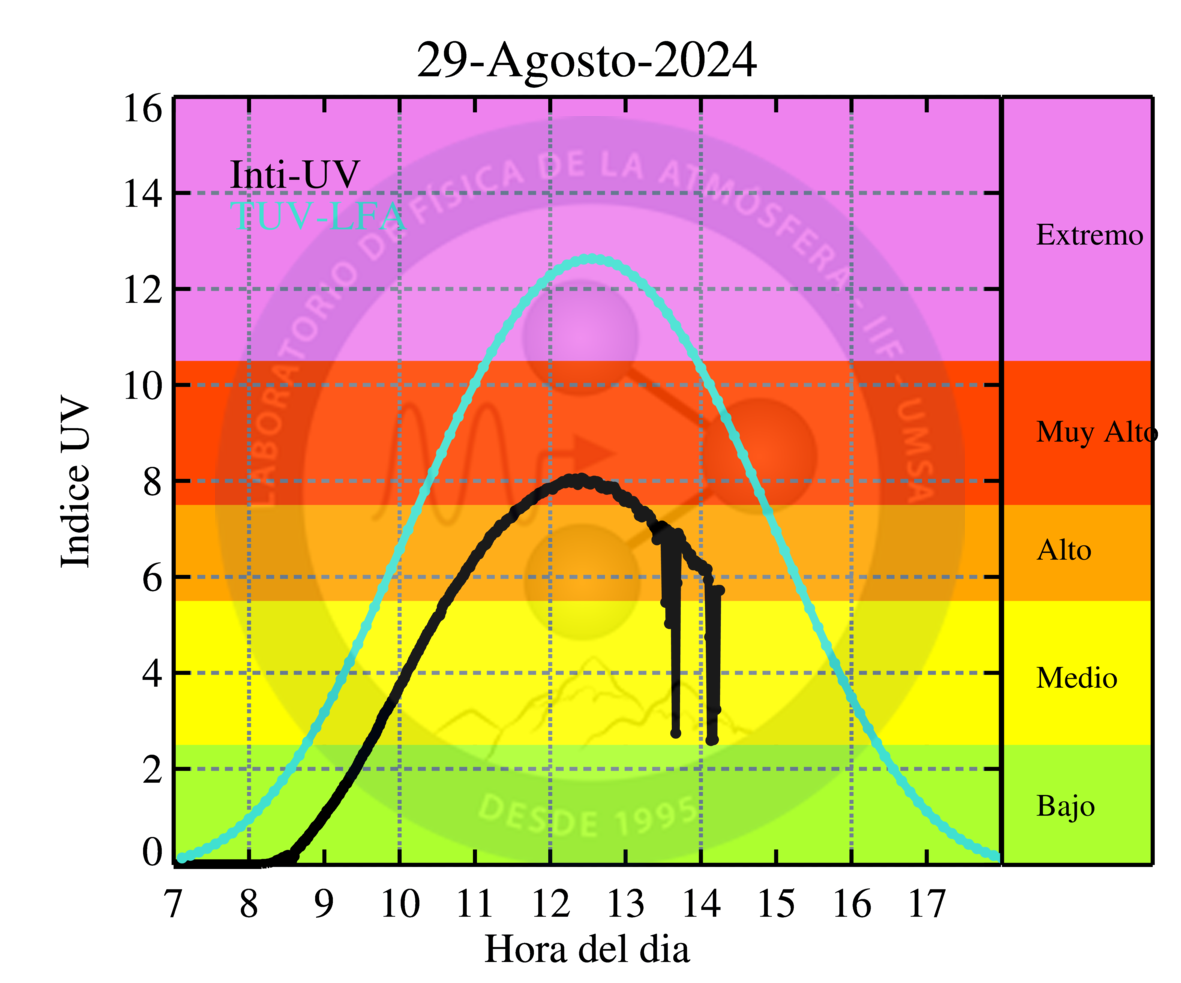 29-Agosto-2024
Inti-UV
TUV-LFA
LABORATORIO DE FÍSICA DE LA ATMÓSFERA - IIF - UMSA
DESDE 1995
Indice UV
16
14
12
10
8
6
4
2
0
Extremo
Muy Alto
Alto
Medio
Bajo
7 8 9 10 11 12 13 14 15 16 17
Hora del dia